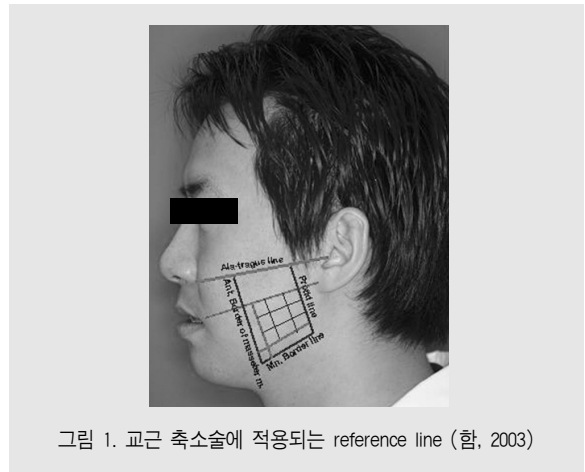 Ala-tragus line
Ant. Border of masseter m.
Preaid line
Mn. Border line
그림 1. 교근 축소술에 적용되는 reference line (함, 2003)